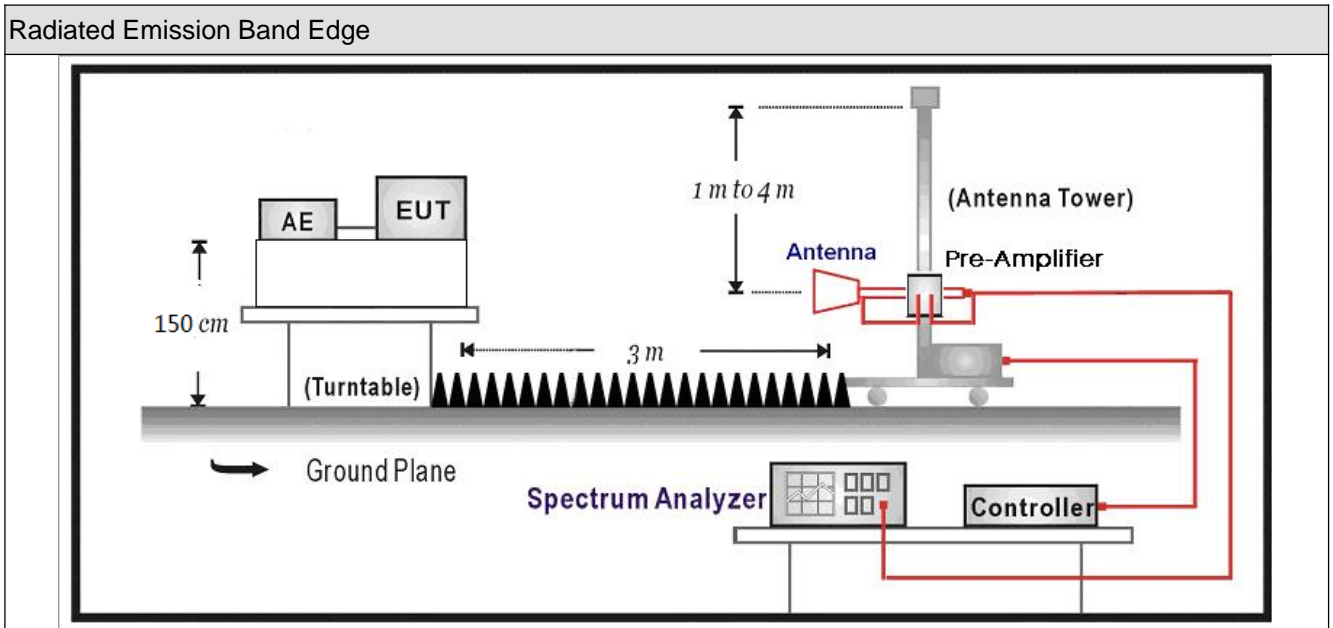 Radiated Emission Band Edge
1 m to 4 m
(Antenna Tower)
AE
EUT
Antenna
Pre-Amplifier
150 cm
3 m
(Turntable)
Ground Plane
Spectrum Analyzer
Controller